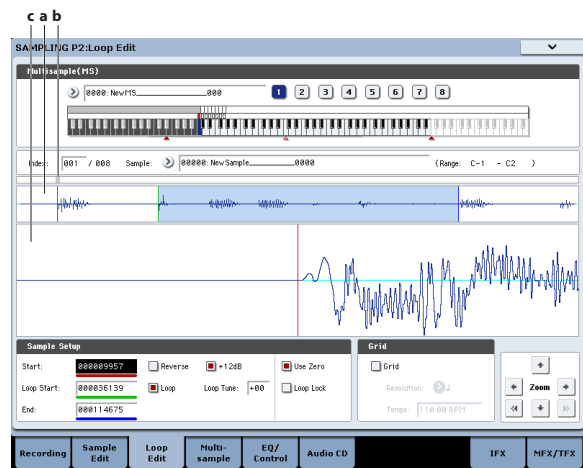 c a b
SAMPLING P2:Loop Edit
Multisample(MS)
0000: NewMS_______________000 1 2 3 4 5 6 7 8
Index: 001 / 008 Sample: 00000: NewSample___________0000 (Range: C-1 - C2 )
Sample Setup
Start: 000009957 Reverse +12dB Use Zero
Loop Start: 000036139 Loop Loop Tune: +00 Loop Lock
End: 000114675
Grid
Grid
Resolution:
Tempo: 110.00 BPM
Zoom
Recording Sample Edit Loop Edit Multi-sample EQ/Control Audio CD IFX MFX/TFX